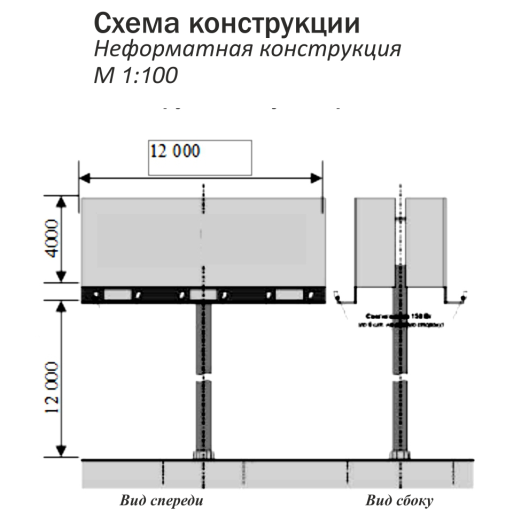 Схема конструкции
Неформатная конструкция
М 1:100
12 000
4000
12 000
Вид спереди
Вид сбоку